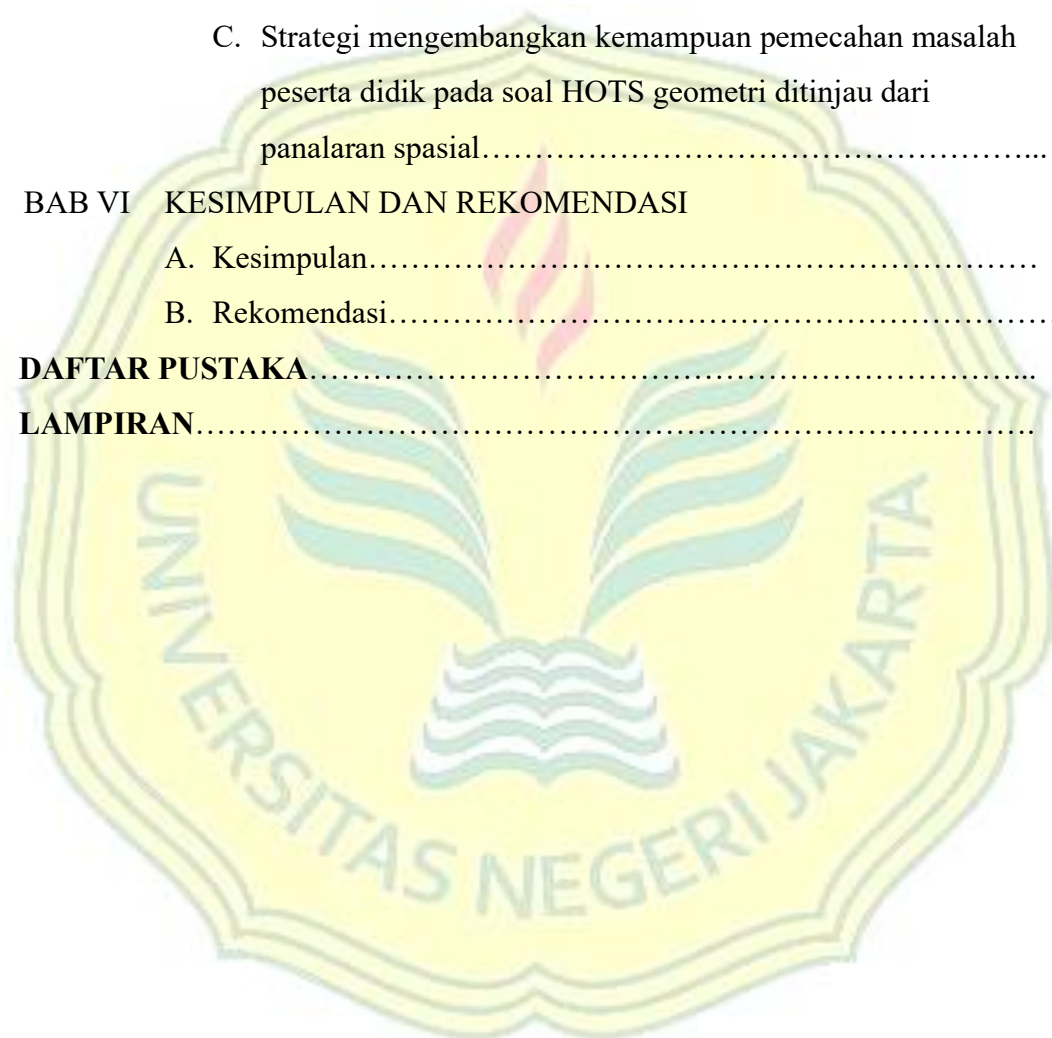 C. Strategi mengembangkan kemampuan pemecahan masalah
peserta didik pada soal HOTS geometri ditinjau dari
panalaran spasial…………………………………………………...
BAB VI KESIMPULAN DAN REKOMENDASI
A. Kesimpulan……………………………………………………………
B. Rekomendasi……………………………………………………………
DAFTAR PUSTAKA…………………………………………………………………...
LAMPIRAN…………………………………………………………………………….
UNIVERSITAS NEGERI JAKARTA